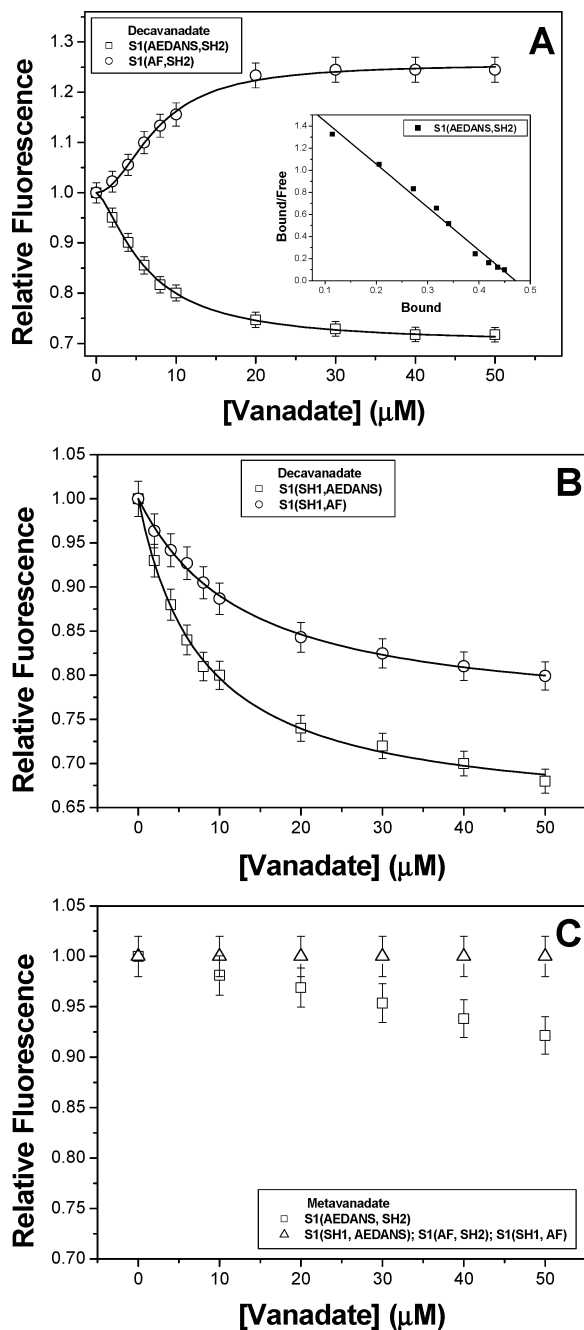 A
Decavanadate
S1(AEDANS,SH2)
S1(AF,SH2)
1.3
1.2
1.1
1.0
0.9
0.8
0.7
Relative Fluorescence
S1(AEDANS,SH2)
1.4
1.2
1.0
0.8
0.6
0.4
0.2
0.0
Bound/Free
0.1 0.2 0.3 0.4 0.5
Bound
0 10 20 30 40 50
[Vanadate] (μM)
B
Decavanadate
S1(SH1,AEDANS)
S1(SH1,AF)
1.05
1.00
0.95
0.90
0.85
0.80
0.75
0.70
0.65
Relative Fluorescence
0 10 20 30 40 50
[Vanadate] (μM)
C
1.05
1.00
0.95
0.90
0.85
0.80
0.75
0.70
Relative Fluorescence
Metavanadate
S1(AEDANS, SH2)
S1(SH1, AEDANS); S1(AF, SH2); S1(SH1, AF)
0 10 20 30 40 50
[Vanadate] (μM)